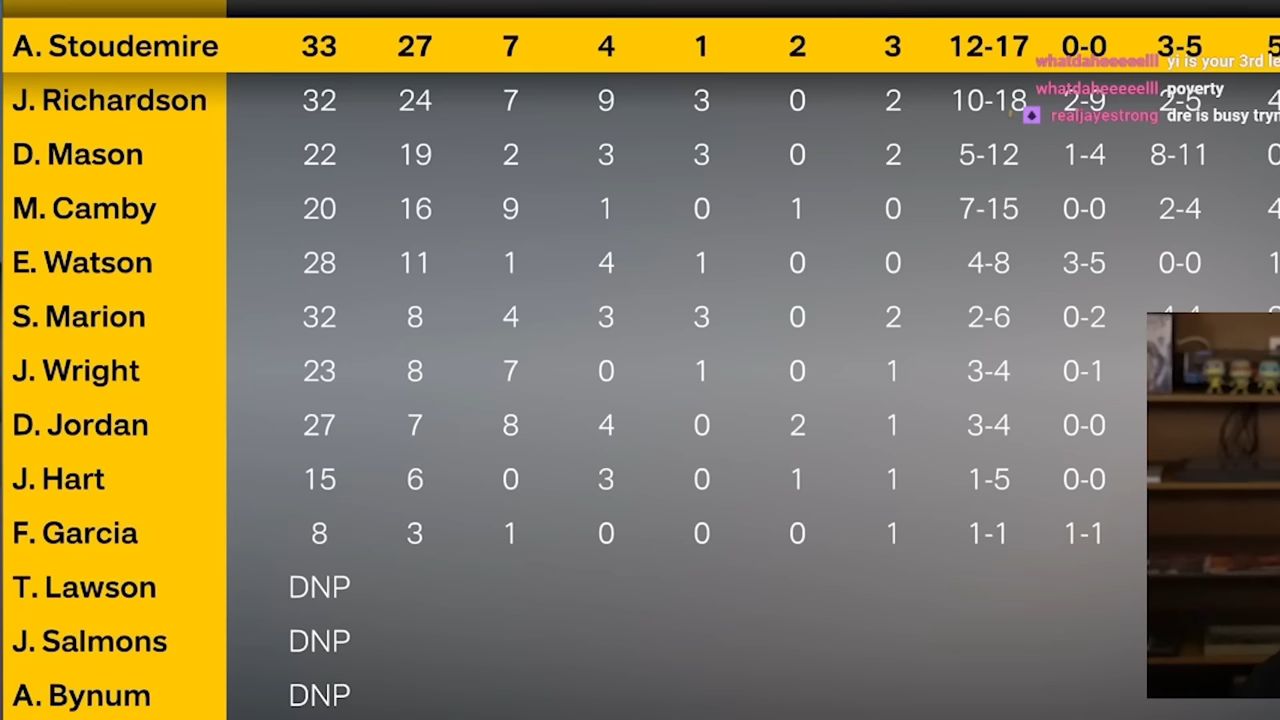 A. Stoudemire 33 27 7 4 1 2 3 12-17 0-0 3-5 5
whatdaheeeeelll yi is your 3rd le
J. Richardson 32 24 7 9 3 0 2 10-18 2-9 2-5 4
whatdaheeeeelll poverty
realjayestrong dre is busy tryn
D. Mason 22 19 2 3 3 0 2 5-12 1-4 8-11 0
M. Camby 20 16 9 1 0 1 0 7-15 0-0 2-4 4
E. Watson 28 11 1 4 1 0 0 4-8 3-5 0-0 1
S. Marion 32 8 4 3 3 0 2 2-6 0-2
J. Wright 23 8 7 0 1 0 1 3-4 0-1
D. Jordan 27 7 8 4 0 2 1 3-4 0-0
J. Hart 15 6 0 3 0 1 1 1-5 0-0
F. Garcia 8 3 1 0 0 0 1 1-1 1-1
T. Lawson DNP
J. Salmons DNP
A. Bynum DNP